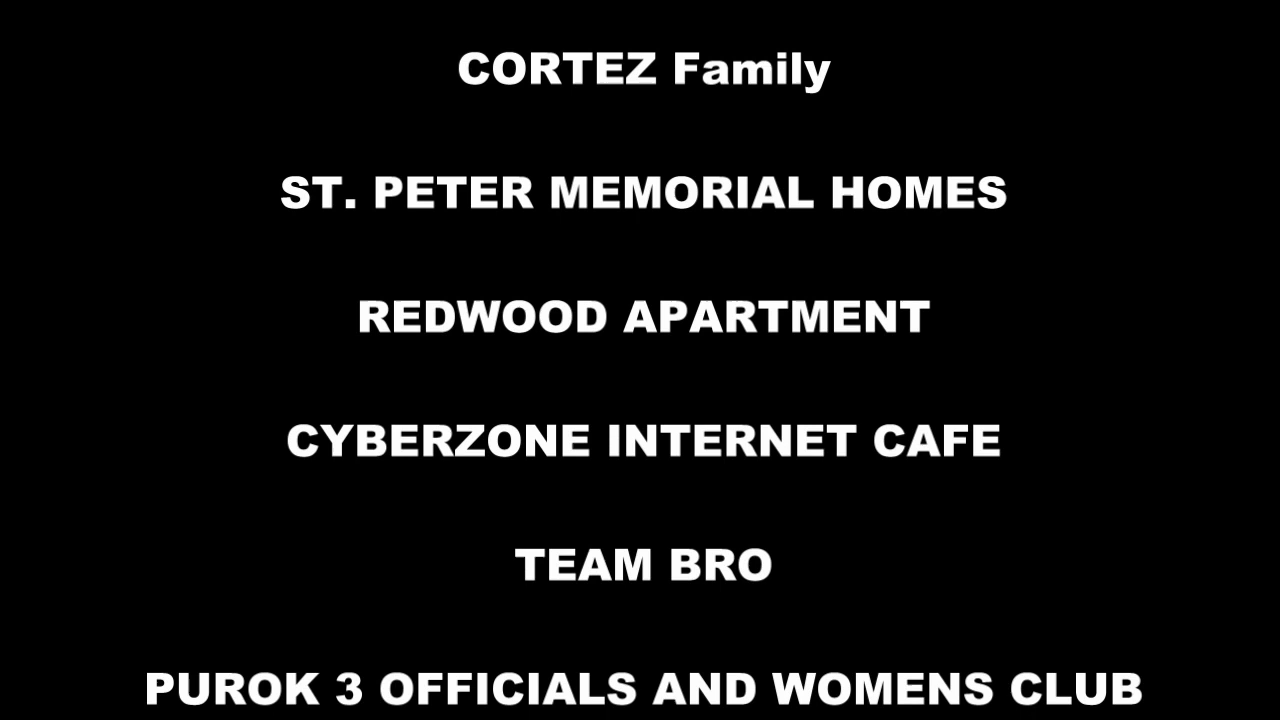 CORTEZ Family
ST. PETER MEMORIAL HOMES
REDWOOD APARTMENT
CYBERZONE INTERNET CAFE
TEAM BRO
PUROK 3 OFFICIALS AND WOMENS CLUB